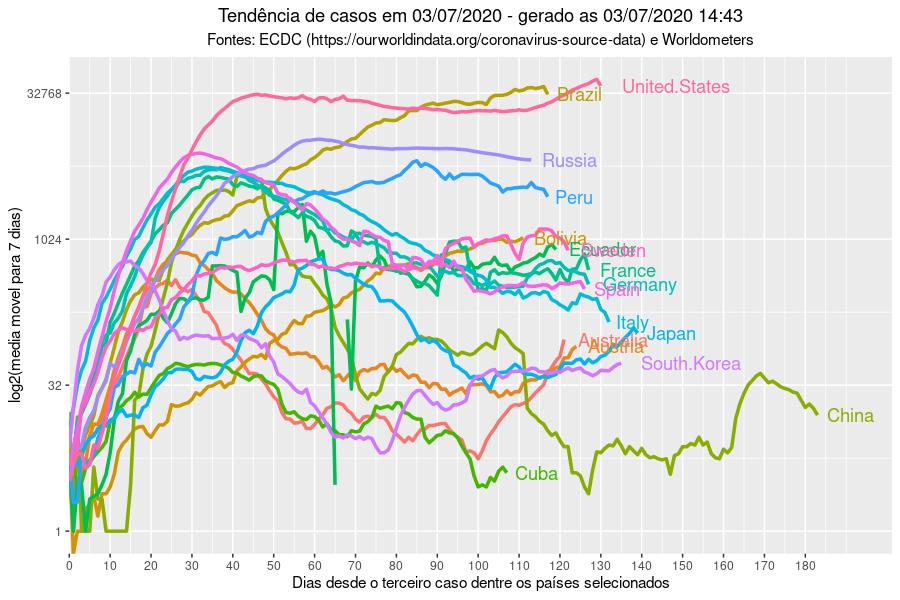 Tendência de casos em 03/07/2020 - gerado as 03/07/2020 14:43
Fontes: ECDC (https://ourworldindata.org/coronavirus-source-data) e Worldometers
log2(media movel para 7 dias)
32768
1024
32
1
United.States
Brazil
Russia
Peru
Bolivia
Ecuador
Sweden
France
Germany
Spain
Italy
Japan
Australia
Austria
South.Korea
China
Cuba
0 10 20 30 40 50 60 70 80 90 100 110 120 130 140 150 160 170 180
Dias desde o terceiro caso dentre os países selecionados